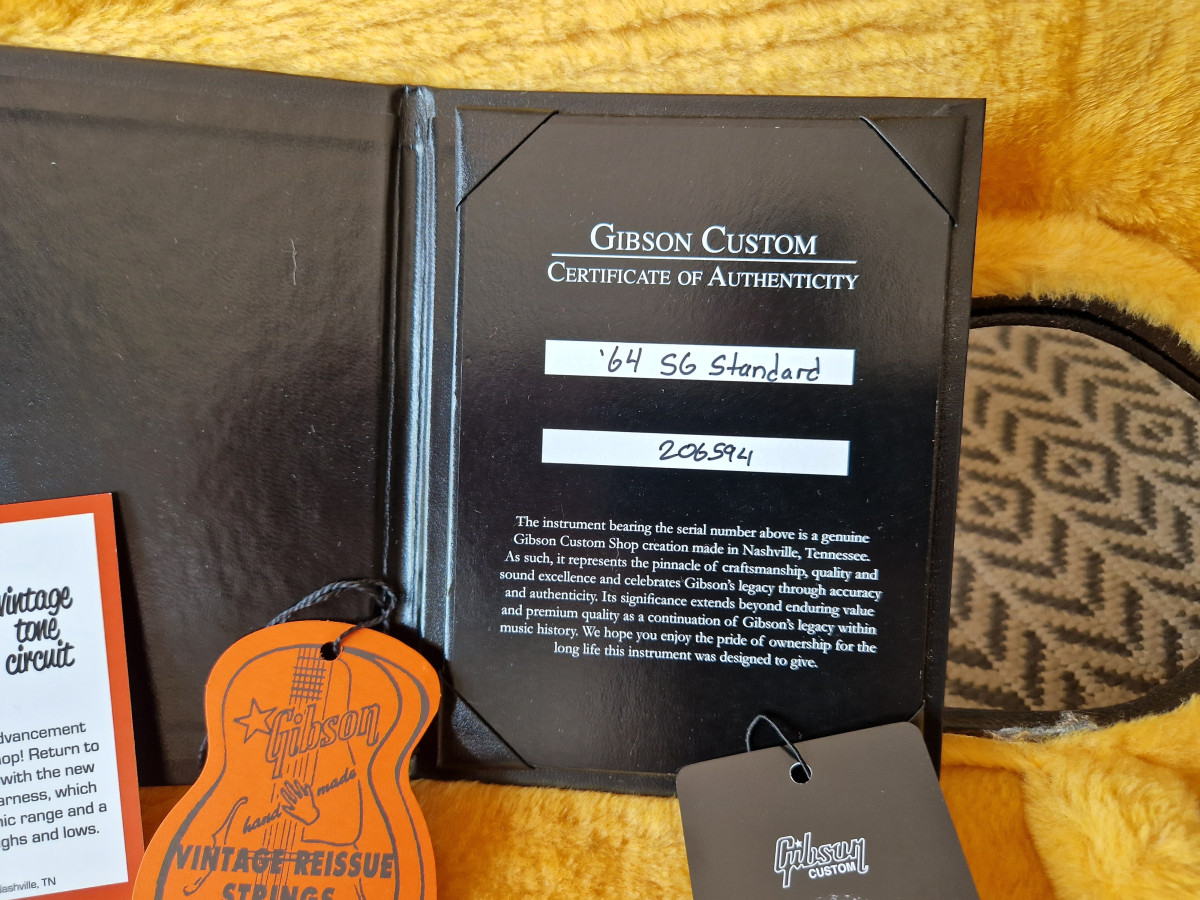 GIBSON CUSTOM
CERTIFICATE OF AUTHENTICITY
'64 SG Standard
206594
The instrument bearing the serial number above is a genuine
Gibson Custom Shop creation made in Nashville, Tennessee.
As such, it represents the pinnacle of craftsmanship, quality and
sound excellence and celebrates Gibson's legacy through accuracy
and authenticity. Its significance extends beyond enduring value
and premium quality as a continuation of Gibson's legacy within
music history. We hope you enjoy the pride of ownership for the
long life this instrument was designed to give.
vintage
tone
circuit
dvancement
hop! Return to
with the new
arness, which
nic range and a
ghs and lows.
Nashville, TN
Gibson
hand made
VINTAGE REISSUE
STRINGS
Gibson
CUSTOM